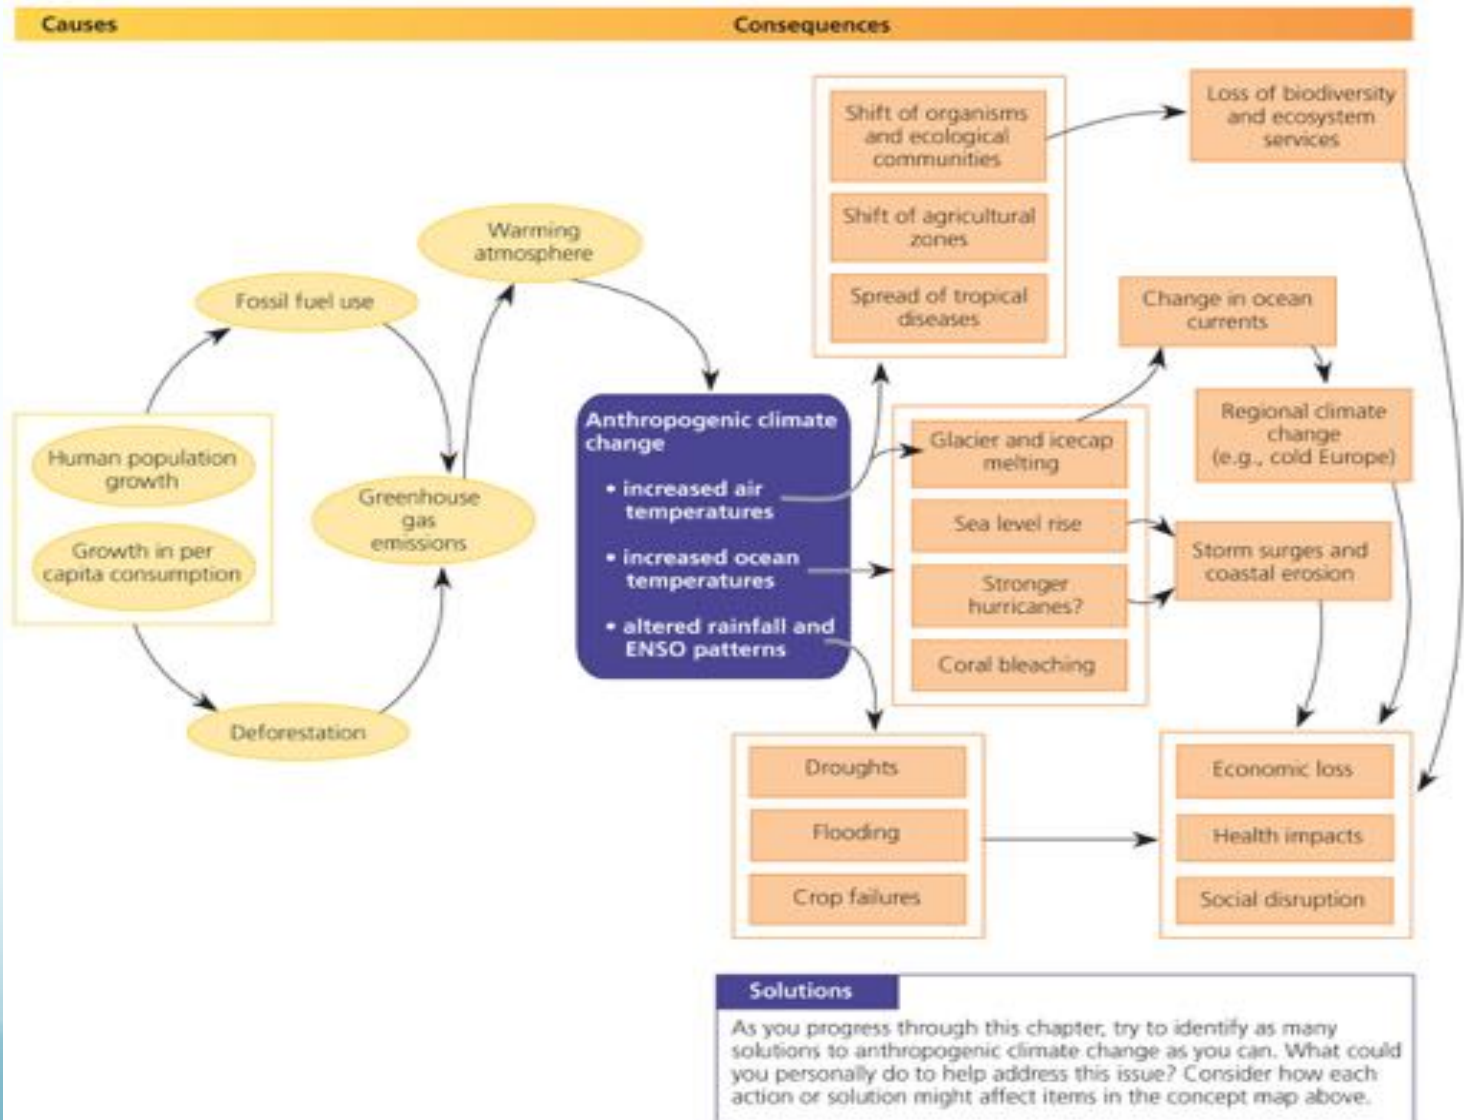 Causes
Consequences
Human population
growth
Growth in per
capita consumption
Fossil fuel use
Deforestation
Greenhouse
gas
emissions
Warming
atmosphere
Anthropogenic climate
change
• increased air
temperatures
• increased ocean
temperatures
• altered rainfall and
ENSO patterns
Shift of organisms
and ecological
communities
Shift of agricultural
zones
Spread of tropical
diseases
Loss of biodiversity
and ecosystem
services
Glacier and icecap
melting
Sea level rise
Stronger
hurricanes?
Coral bleaching
Change in ocean
currents
Regional climate
change
(e.g., cold Europe)
Storm surges and
coastal erosion
Droughts
Flooding
Crop failures
Economic loss
Health impacts
Social disruption
Solutions
As you progress through this chapter, try to identify as many
solutions to anthropogenic climate change as you can. What could
you personally do to help address this issue? Consider how each
action or solution might affect items in the concept map above.